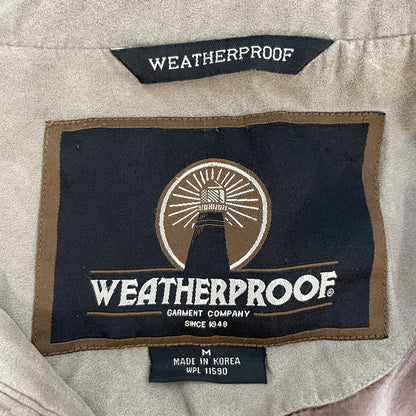 WEATHERPROOF
WEATHERPROOF®
GARMENT COMPANY
SINCE 1948
M
MADE IN KOREA
WPL 11590